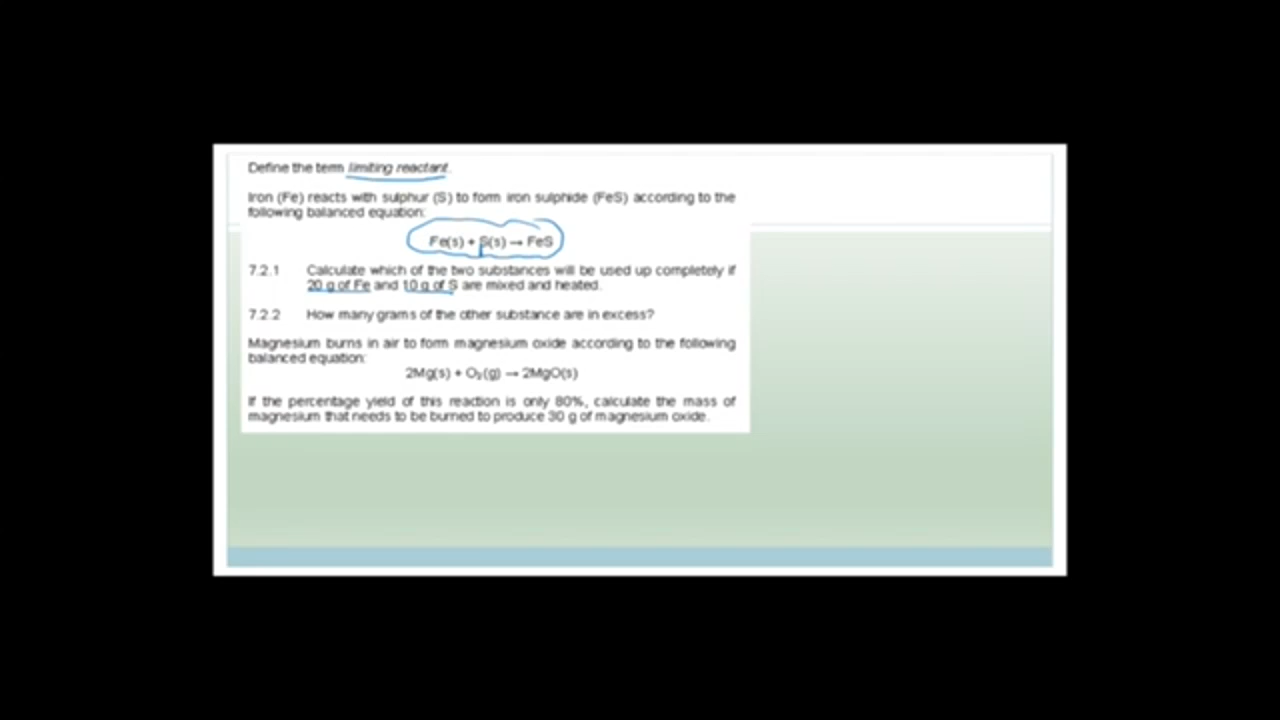 Define the term limiting reactant.
Iron (Fe) reacts with sulphur (S) to form iron sulphide (FeS) according to the
following balanced equation:
Fe(s) + S(s) → FeS
7.2.1 Calculate which of the two substances will be used up completely if
20 g of Fe and 10 g of S are mixed and heated.
7.2.2 How many grams of the other substance are in excess?
Magnesium burns in air to form magnesium oxide according to the following
balanced equation:
2Mg(s) + O₂(g) → 2MgO(s)
If the percentage yield of this reaction is only 80%, calculate the mass of
magnesium that needs to be burned to produce 30 g of magnesium oxide.